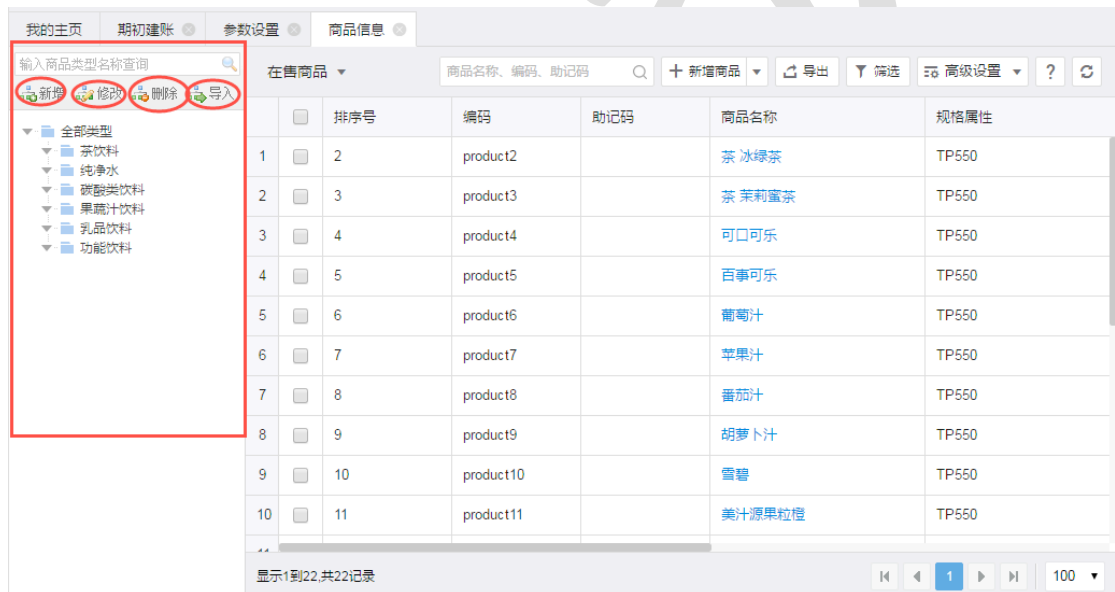 我的主页 期初建账 参数设置 商品信息
输入商品类型名称查询
新增 修改 删除 导入
全部类型
茶饮料
纯净水
碳酸类饮料
果蔬汁饮料
乳品饮料
功能饮料
在售商品 商品名称、编码、助记码 新增商品 导出 筛选 高级设置 ?
排序号 编码 助记码 商品名称 规格属性
1 2 product2 茶 冰绿茶 TP550
2 3 product3 茶 茉莉蜜茶 TP550
3 4 product4 可口可乐 TP550
4 5 product5 百事可乐 TP550
5 6 product6 葡萄汁 TP550
6 7 product7 苹果汁 TP550
7 8 product8 番茄汁 TP550
8 9 product9 胡萝卜汁 TP550
9 10 product10 雪碧 TP550
10 11 product11 美汁源果粒橙 TP550
显示1到22,共22记录 1 100